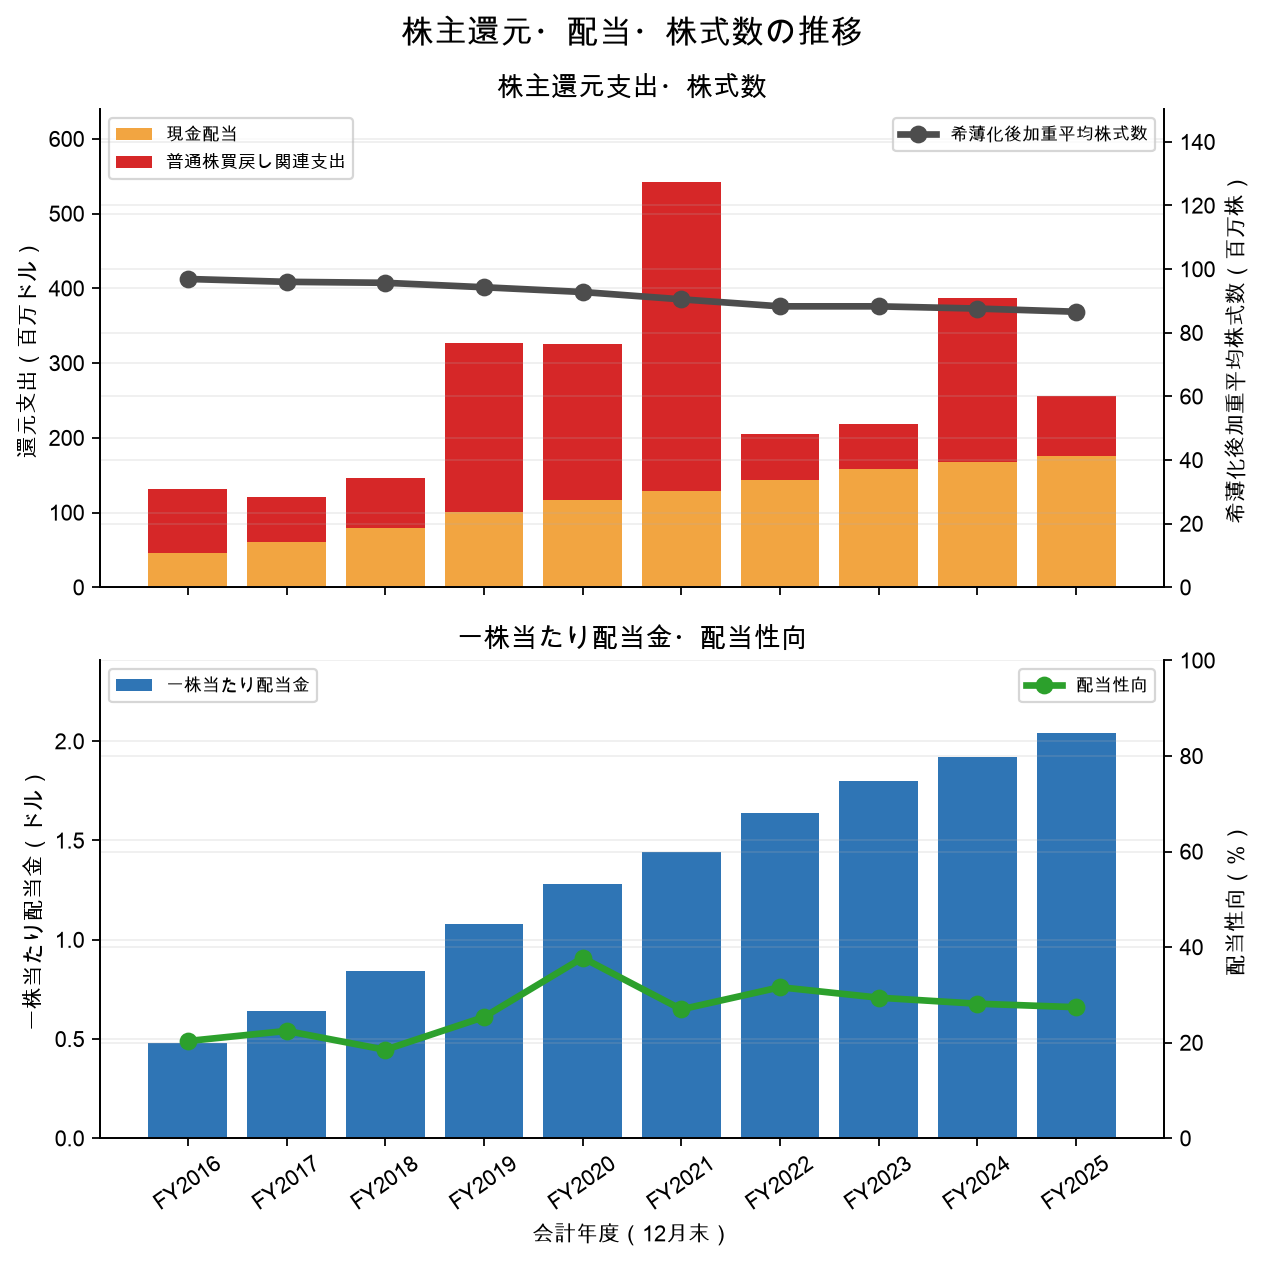 株主還元・配当・株式数の推移
株主還元支出・株式数
現金配当
普通株買戻し関連支出
希薄化後加重平均株式数
600
500
400
300
200
100
0
還元支出(百万ドル)
140
120
100
80
60
40
20
0
希薄化後加重平均株式数(百万株)
一株当たり配当金・配当性向
一株当たり配当金
配当性向
2.0
1.5
1.0
0.5
0.0
一株当たり配当金(ドル)
100
80
60
40
20
0
配当性向(%)
FY2016 FY2017 FY2018 FY2019 FY2020 FY2021 FY2022 FY2023 FY2024 FY2025
会計年度(12月末)